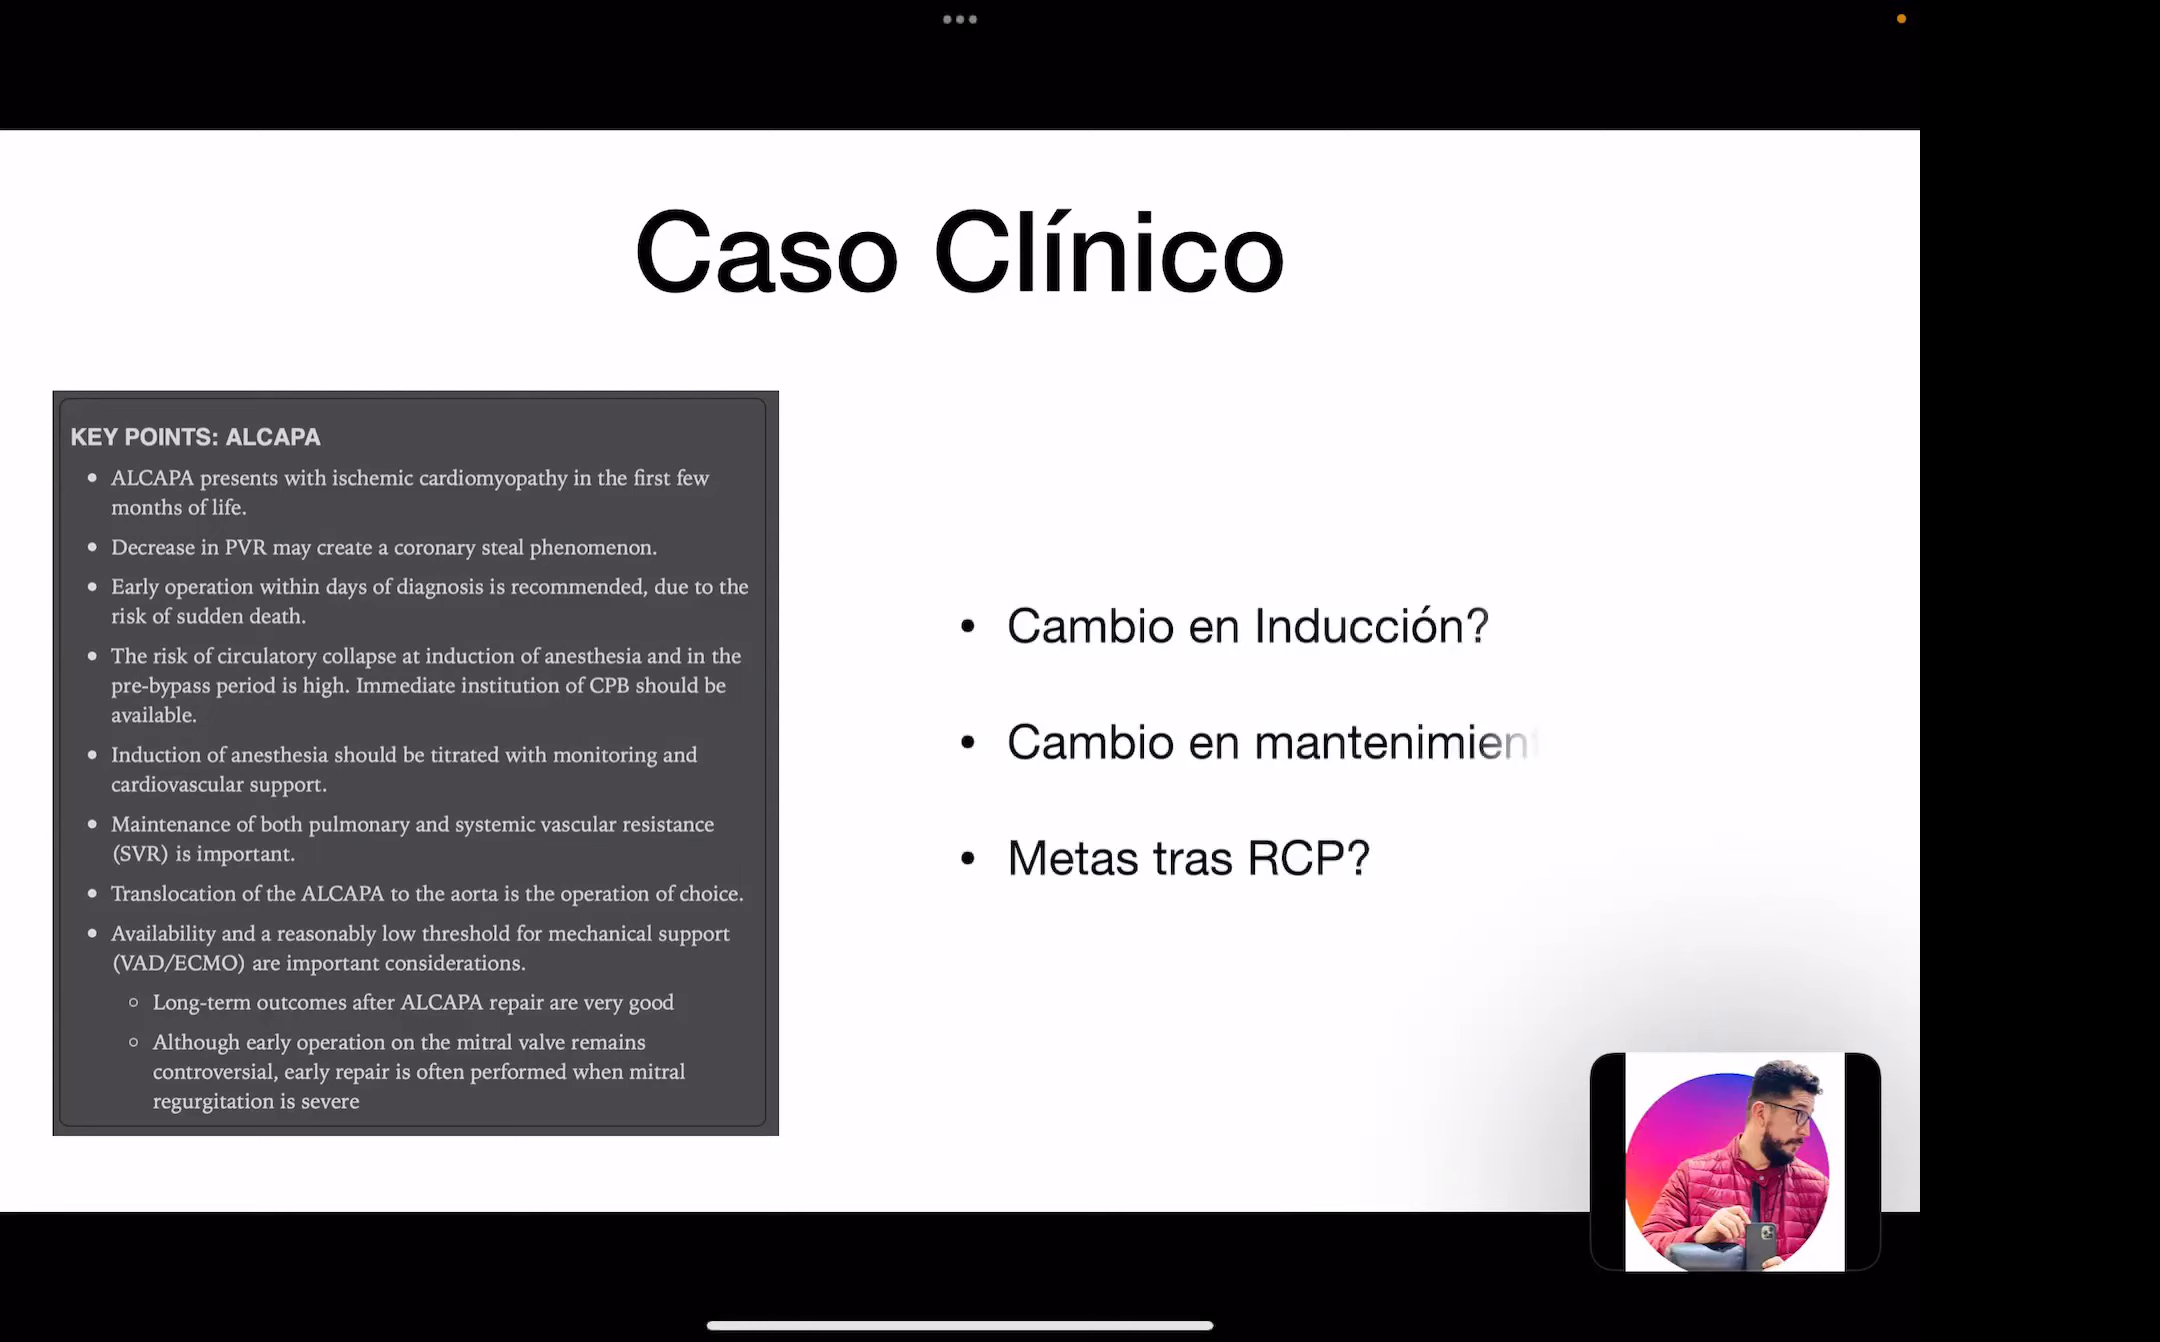 Caso Clínico
KEY POINTS: ALCAPA
• ALCAPA presents with ischemic cardiomyopathy in the first few
months of life.
• Decrease in PVR may create a coronary steal phenomenon.
• Early operation within days of diagnosis is recommended, due to the
risk of sudden death.
• The risk of circulatory collapse at induction of anesthesia and in the
pre-bypass period is high. Immediate institution of CPB should be
available.
• Induction of anesthesia should be titrated with monitoring and
cardiovascular support.
• Maintenance of both pulmonary and systemic vascular resistance
(SVR) is important.
• Translocation of the ALCAPA to the aorta is the operation of choice.
• Availability and a reasonably low threshold for mechanical support
(VAD/ECMO) are important considerations.
○ Long-term outcomes after ALCAPA repair are very good
○ Although early operation on the mitral valve remains
controversial, early repair is often performed when mitral
regurgitation is severe
• Cambio en Inducción?
• Cambio en mantenimient
• Metas tras RCP?